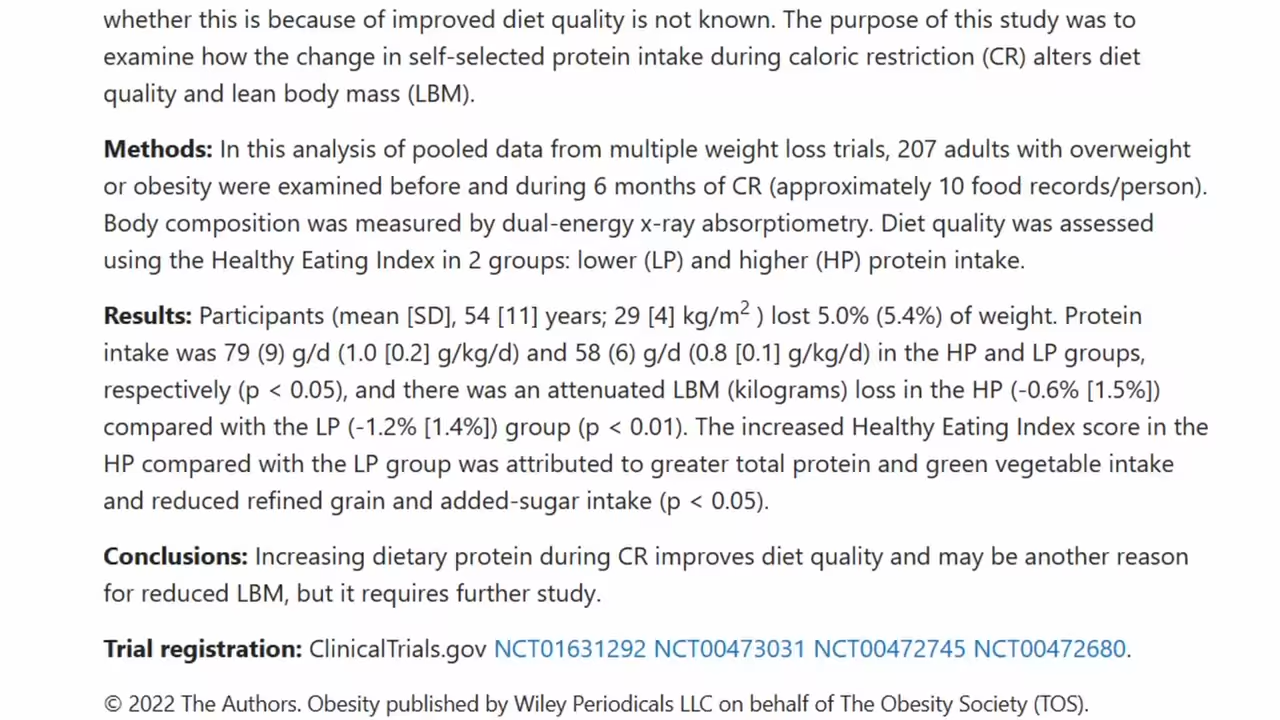 whether this is because of improved diet quality is not known. The purpose of this study was to
examine how the change in self-selected protein intake during caloric restriction (CR) alters diet
quality and lean body mass (LBM).
Methods: In this analysis of pooled data from multiple weight loss trials, 207 adults with overweight
or obesity were examined before and during 6 months of CR (approximately 10 food records/person).
Body composition was measured by dual-energy x-ray absorptiometry. Diet quality was assessed
using the Healthy Eating Index in 2 groups: lower (LP) and higher (HP) protein intake.
Results: Participants (mean [SD], 54 [11] years; 29 [4] kg/m2 ) lost 5.0% (5.4%) of weight. Protein
intake was 79 (9) g/d (1.0 [0.2] g/kg/d) and 58 (6) g/d (0.8 [0.1] g/kg/d) in the HP and LP groups,
respectively (p < 0.05), and there was an attenuated LBM (kilograms) loss in the HP (-0.6% [1.5%])
compared with the LP (-1.2% [1.4%]) group (p < 0.01). The increased Healthy Eating Index score in the
HP compared with the LP group was attributed to greater total protein and green vegetable intake
and reduced refined grain and added-sugar intake (p < 0.05).
Conclusions: Increasing dietary protein during CR improves diet quality and may be another reason
for reduced LBM, but it requires further study.
Trial registration: ClinicalTrials.gov NCT01631292 NCT00473031 NCT00472745 NCT00472680.
© 2022 The Authors. Obesity published by Wiley Periodicals LLC on behalf of The Obesity Society (TOS).